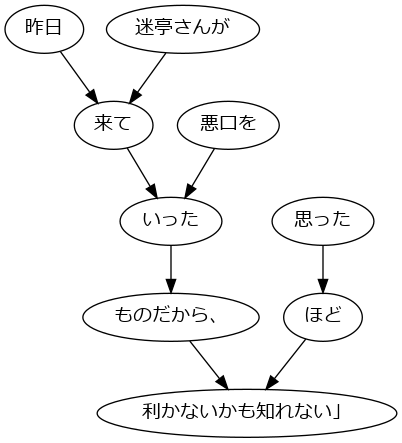 昨日
迷亭さんが
来て
悪口を
いった
思った
ものだから、
ほど
利かないかも知れない」